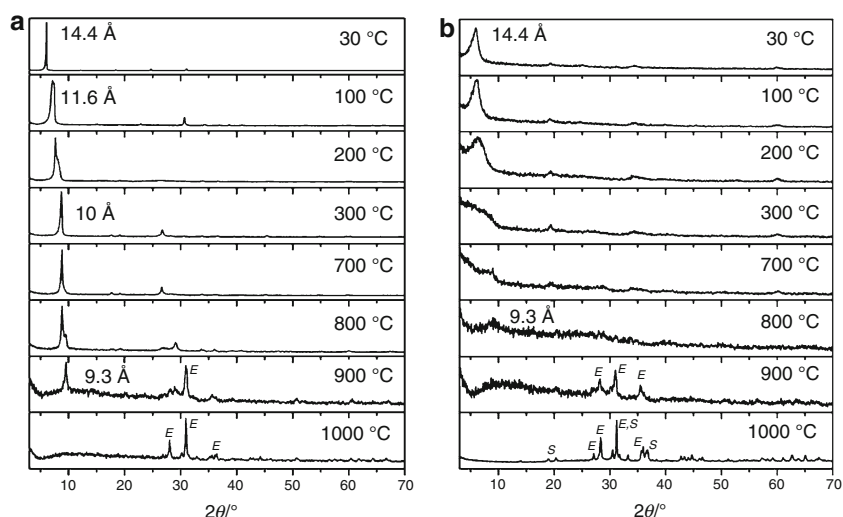 a
14.4 Å 30 °C
11.6 Å 100 °C
200 °C
10 Å 300 °C
700 °C
800 °C
9.3 Å E 900 °C
E E E 1000 °C
10 20 30 40 50 60 70
2θ/°
b
14.4 Å 30 °C
100 °C
200 °C
300 °C
700 °C
9.3 Å 800 °C
E E E 900 °C
S E E E,S E S 1000 °C
10 20 30 40 50 60 70
2θ/°